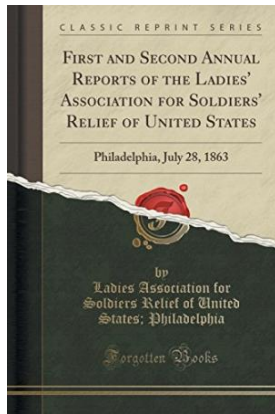 CLASSIC REPRINT SERIES
FIRST AND SECOND ANNUAL
REPORTS OF THE LADIES'
ASSOCIATION FOR SOLDIERS'
RELIEF OF UNITED STATES
Philadelphia, July 28, 1863
F
by
Ladies Association for
Soldiers Relief of United
States; Philadelphia
Forgotten Books